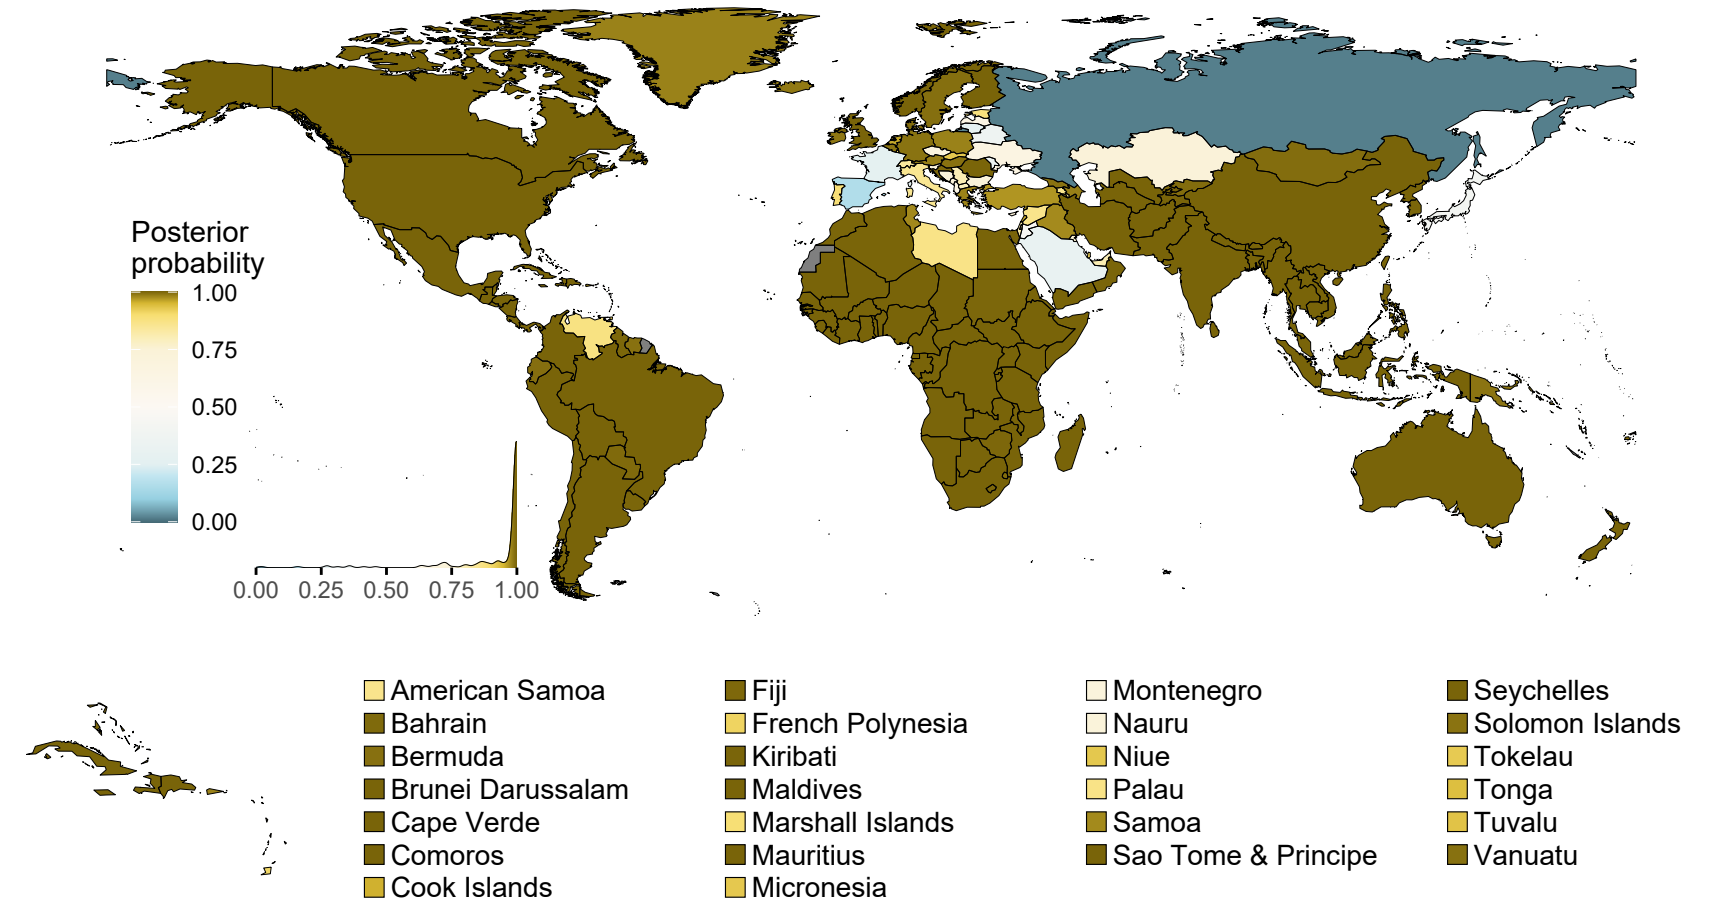 Posterior
probability
1.00
0.75
0.50
0.25
0.00
0.00 0.25 0.50 0.75 1.00
American Samoa
Bahrain
Bermuda
Brunei Darussalam
Cape Verde
Comoros
Cook Islands
Fiji
French Polynesia
Kiribati
Maldives
Marshall Islands
Mauritius
Micronesia
Montenegro
Nauru
Niue
Palau
Samoa
Sao Tome & Principe
Seychelles
Solomon Islands
Tokelau
Tonga
Tuvalu
Vanuatu